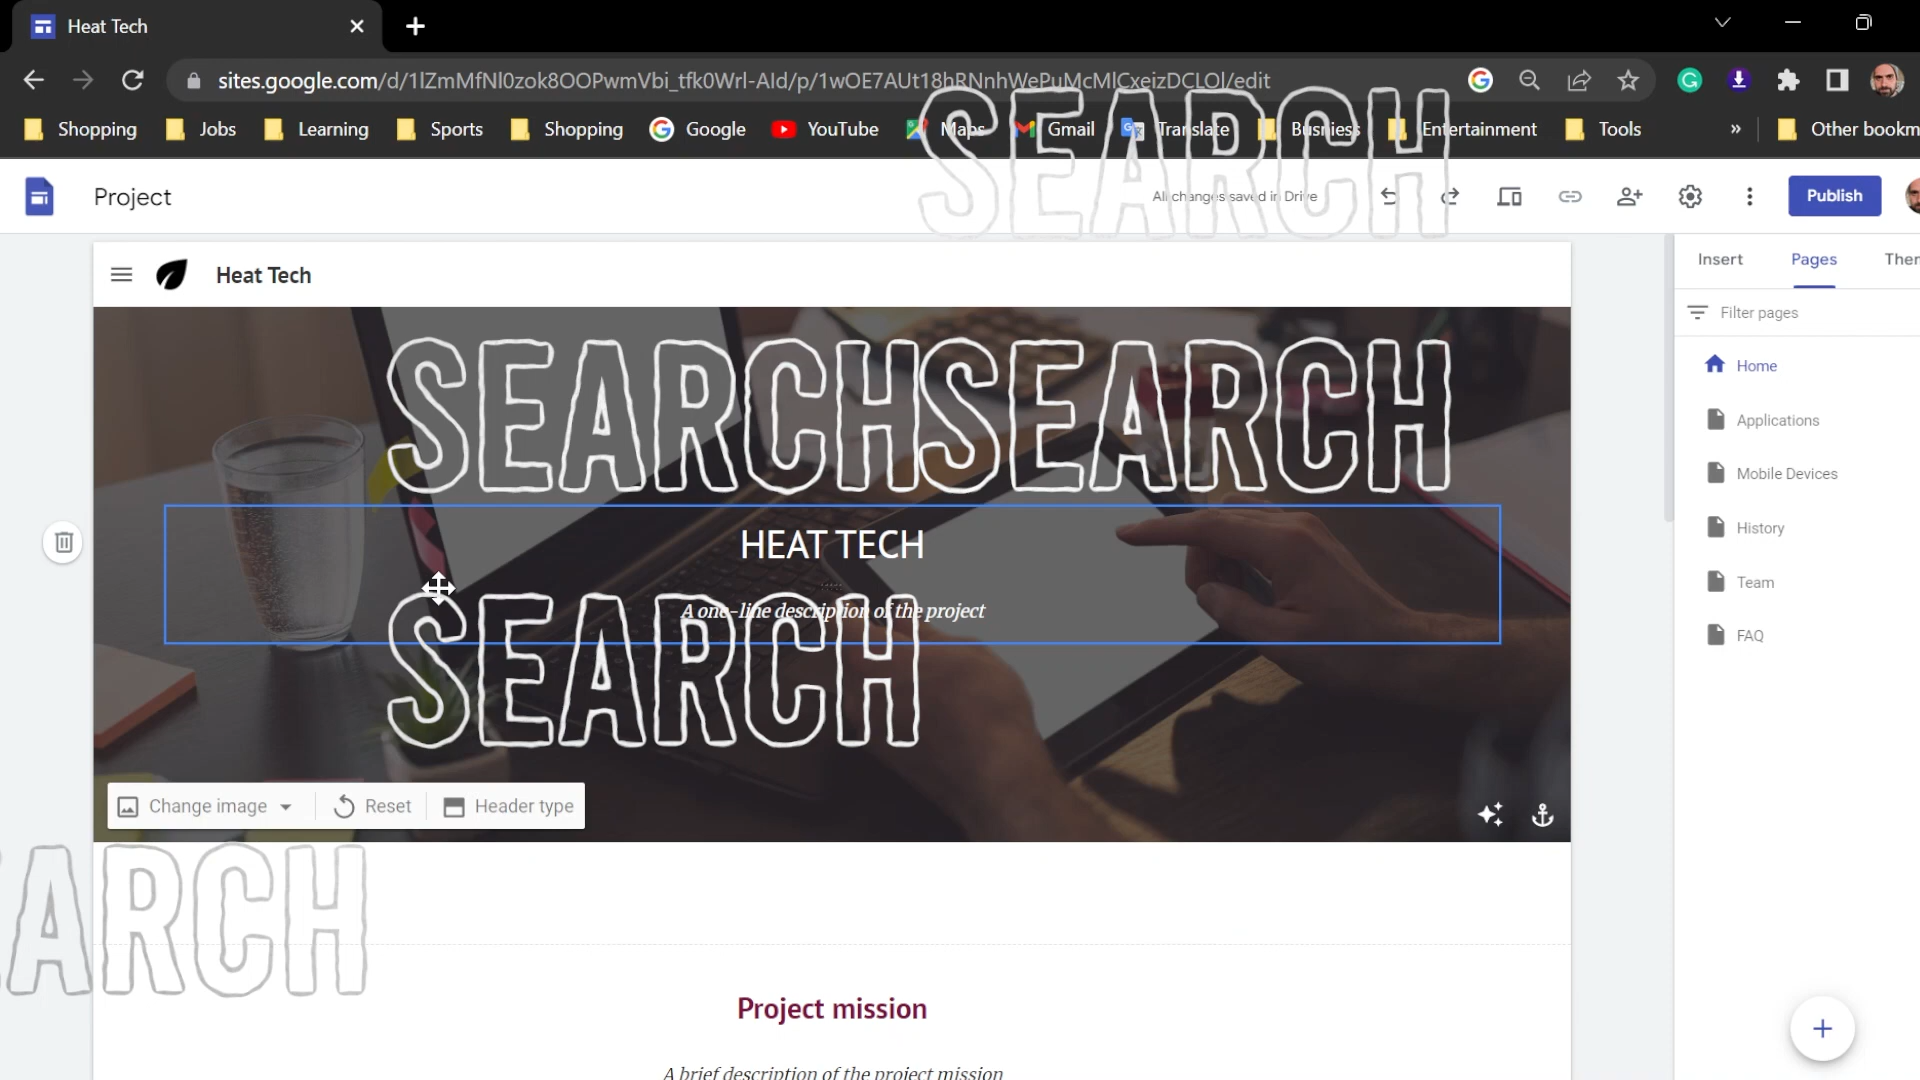 Heat Tech
sites.google.com/d/1lZmMfNl0zok8OOPwmVbi_tfk0Wrl-Ald/p/1wOE7AUt18hRNnhWePuMcMlCxeizDCLOl/edit
Shopping Jobs Learning Sports Shopping Google YouTube Maps Gmail Translate Busniess Entertainment Tools » Other bookm
SEARCH
Project All changes saved in Drive Publish
Heat Tech
Insert Pages Ther
Filter pages
Home
SEARCHSEARCH
Applications
Mobile Devices
History
HEAT TECH
Team
A one-line description of the project
FAQ
SEARCH
Change image Reset Header type
ARCH
Project mission
A brief description of the project mission